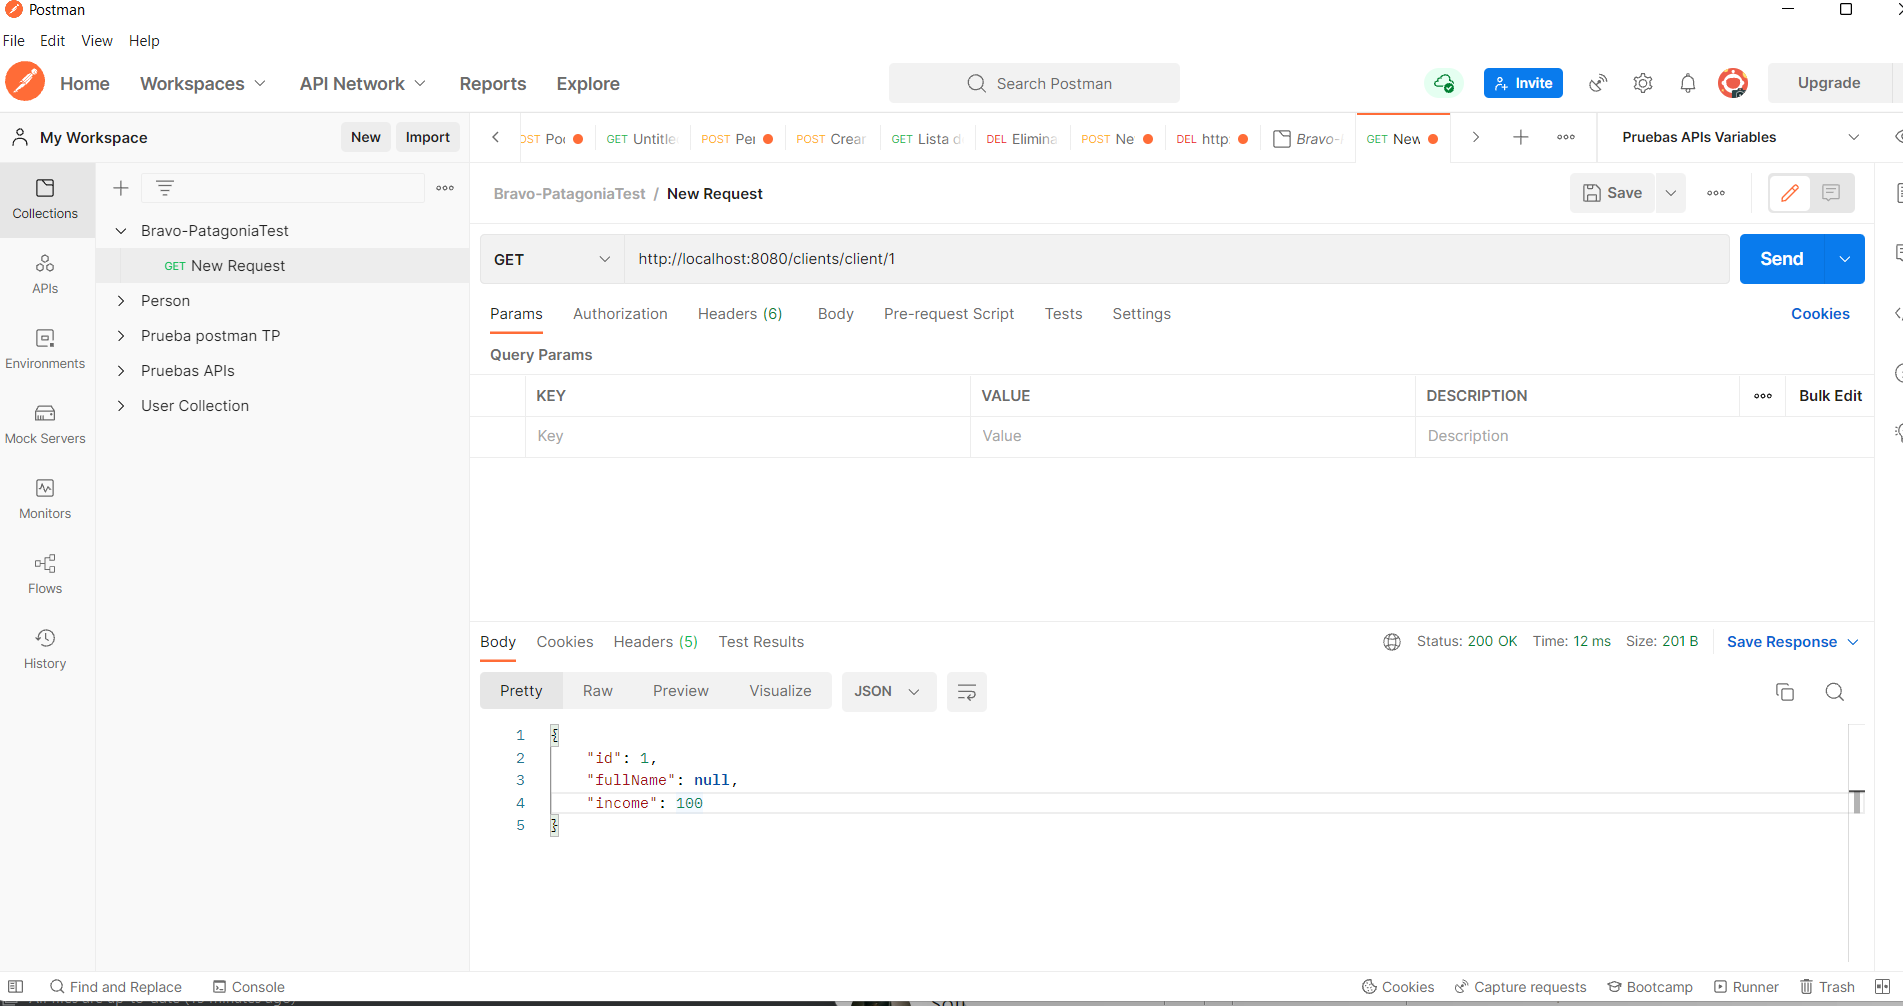 Postman
File Edit View Help
Home Workspaces API Network Reports Explore Search Postman Invite Upgrade
My Workspace New Import
OST Po GET Untitle POST Per POST Crear GET Lista d DEL Elimina POST Ne DEL http: Bravo- GET New Pruebas APIs Variables
Collections
APIs
Environments
Mock Servers
Monitors
Flows
History
Bravo-PatagoniaTest
GET New Request
Person
Prueba postman TP
Pruebas APIs
User Collection
Bravo-PatagoniaTest / New Request Save
GET http://localhost:8080/clients/client/1 Send
Params Authorization Headers (6) Body Pre-request Script Tests Settings Cookies
Query Params
KEY VALUE DESCRIPTION Bulk Edit
Key Value Description
Body Cookies Headers (5) Test Results Status: 200 OK Time: 12 ms Size: 201 B Save Response
Pretty Raw Preview Visualize JSON
1 {
2 "id": 1,
3 "fullName": null,
4 "income": 100
5 }
Find and Replace Console Cookies Capture requests Bootcamp Runner Trash